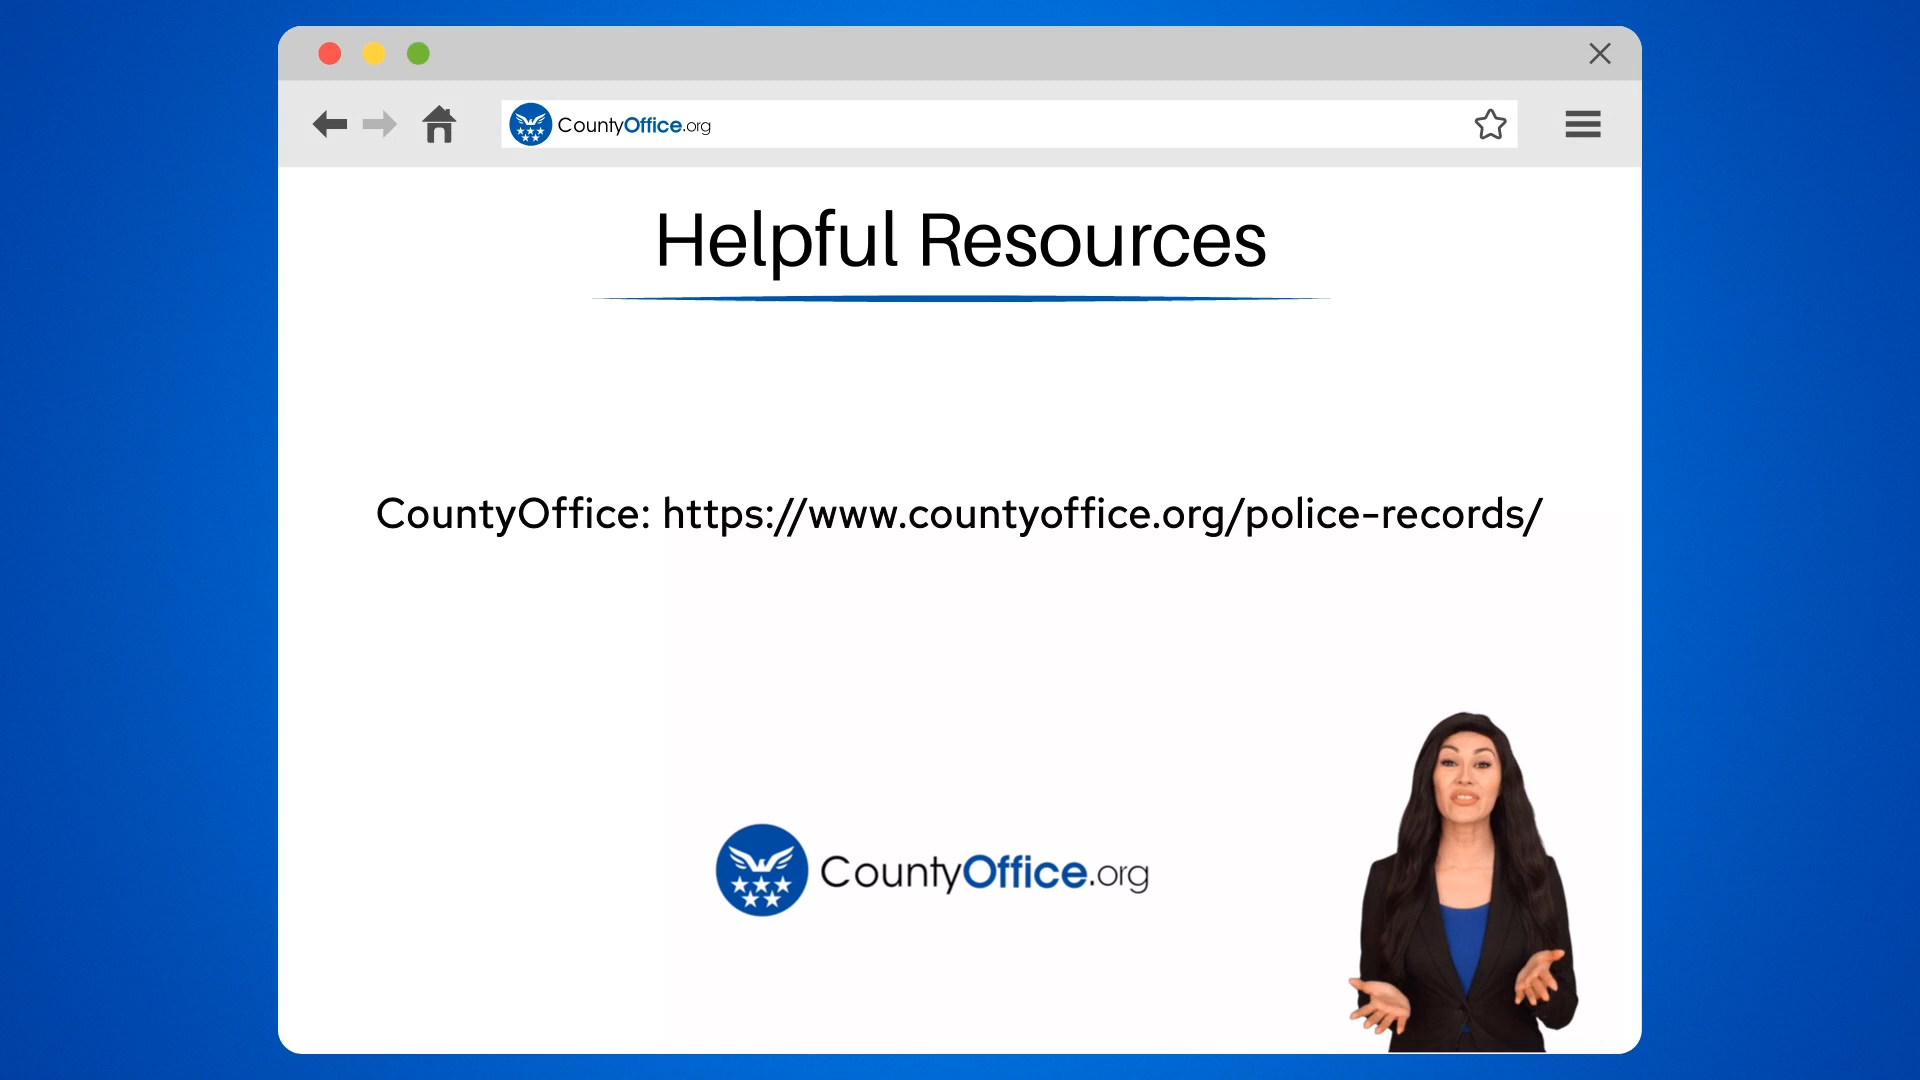 CountyOffice.org
Helpful Resources
CountyOffice: https://www.countyoffice.org/police-records/
CountyOffice.org